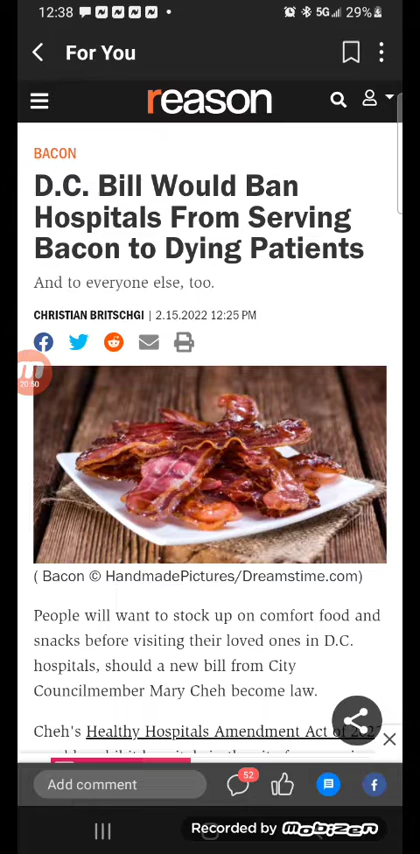 12:38 5G 29%
For You
reason
BACON
D.C. Bill Would Ban
Hospitals From Serving
Bacon to Dying Patients
And to everyone else, too.
CHRISTIAN BRITSCHGI | 2.15.2022 12:25 PM
20:50
( Bacon © HandmadePictures/Dreamstime.com)
People will want to stock up on comfort food and
snacks before visiting their loved ones in D.C.
hospitals, should a new bill from City
Councilmember Mary Cheh become law.
Cheh's Healthy Hospitals Amendment Act of
Add comment 52
Recorded by mobizen